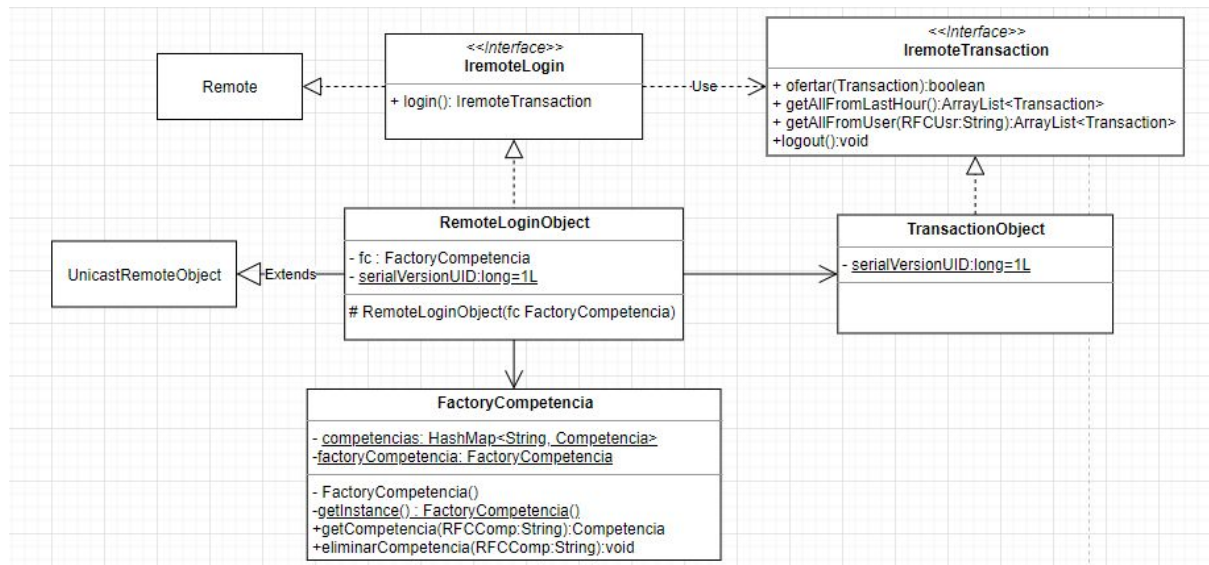 <<Interface>>
IremoteLogin
+ login(): IremoteTransaction
Remote
Use
<<Interface>>
IremoteTransaction
+ ofertar(Transaction):boolean
+ getAllFromLastHour():ArrayList<Transaction>
+ getAllFromUser(RFCUsr:String):ArrayList<Transaction>
+logout():void
RemoteLoginObject
- fc : FactoryCompetencia
- serialVersionUID:long=1L
# RemoteLoginObject(fc FactoryCompetencia)
UnicastRemoteObject
Extends
TransactionObject
- serialVersionUID:long=1L
FactoryCompetencia
- competencias: HashMap<String, Competencia>
-factoryCompetencia: FactoryCompetencia
- FactoryCompetencia()
-getInstance() : FactoryCompetencia()
+getCompetencia(RFCComp:String):Competencia
+eliminarCompetencia(RFCComp:String):void